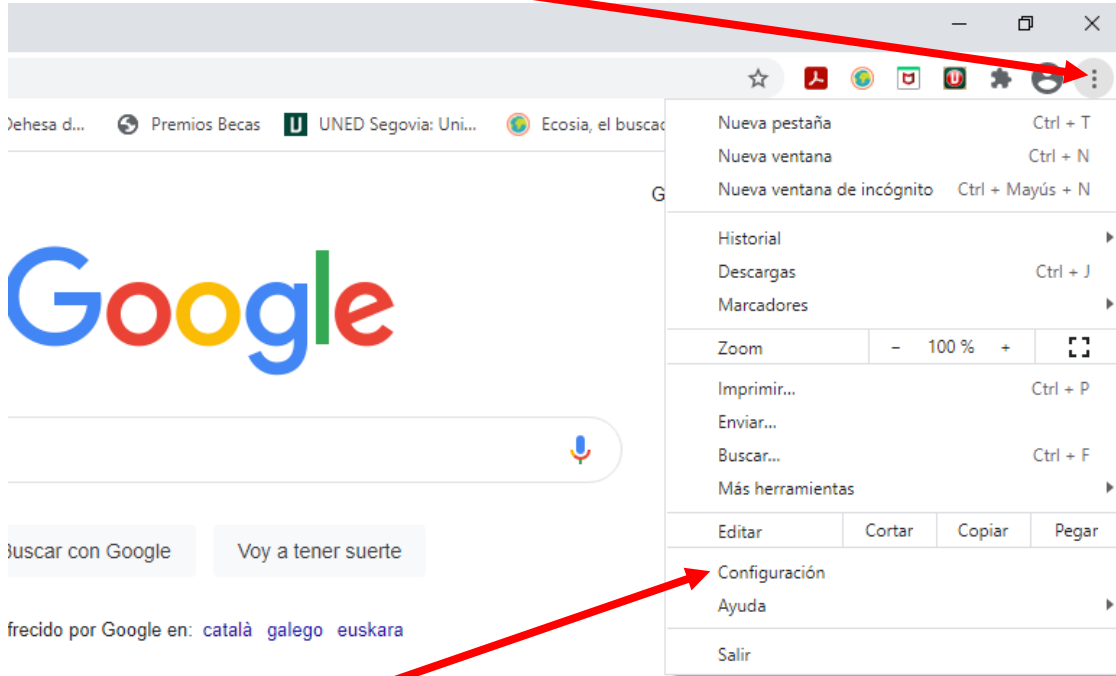 Dehesa d... Premios Becas U UNED Segovia: Uni... Ecosia, el buscad
G
Google
Buscar con Google Voy a tener suerte
frecido por Google en: català galego euskara
Nueva pestaña Ctrl + T
Nueva ventana Ctrl + N
Nueva ventana de incógnito Ctrl + Mayús + N
Historial
Descargas Ctrl + J
Marcadores
Zoom - 100 % +
Imprimir... Ctrl + P
Enviar...
Buscar... Ctrl + F
Más herramientas
Editar Cortar Copiar Pegar
Configuración
Ayuda
Salir